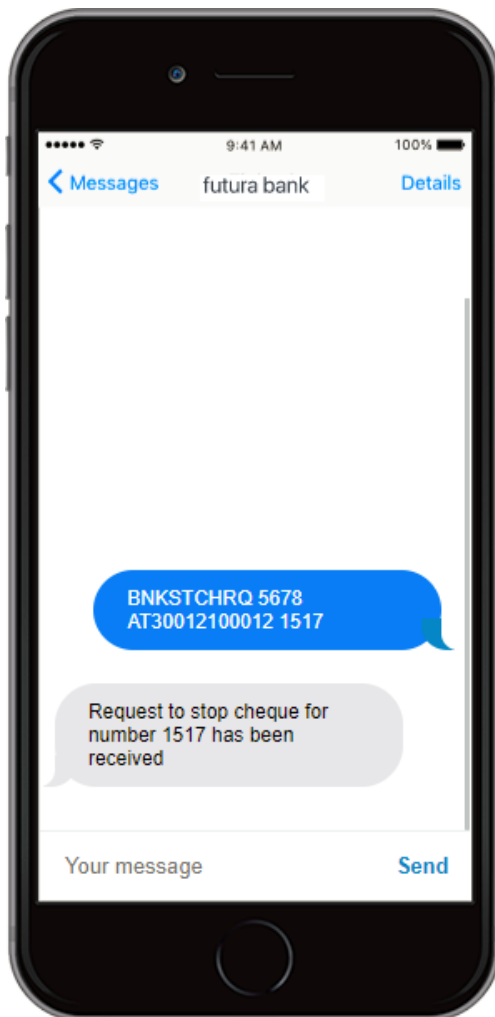 9:41 AM 100%
Messages futura bank Details
BNKSTCHRQ 5678
AT30012100012 1517
Request to stop cheque for
number 1517 has been
received
Your message Send